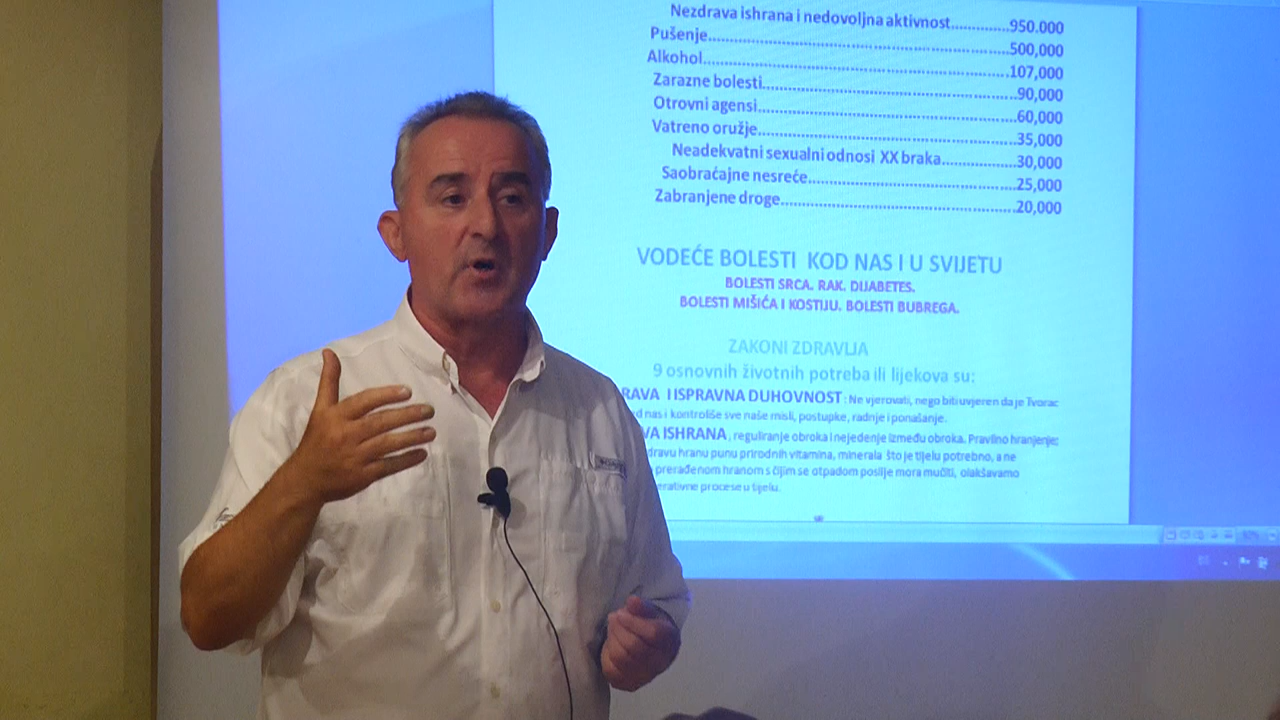 Nezdrava ishrana i nedovoljna aktivnost..............950.000
Pušenje..............................................................500,000
Alkohol...............................................................107,000
Zarazne bolesti....................................................90,000
Otrovni agensi.....................................................60,000
Vatreno oružje.....................................................35,000
Neadekvatni sexualni odnosi XX braka.................30,000
Saobraćajne nesreće...........................................25,000
Zabranjene droge................................................20,000
VODEĆE BOLESTI KOD NAS I U SVIJETU
BOLESTI SRCA. RAK. DIJABETES.
BOLESTI MIŠIĆA I KOSTIJU. BOLESTI BUBREGA.
ZAKONI ZDRAVLJA
9 osnovnih životnih potreba ili lijekova su:
RAVA I ISPRAVNA DUHOVNOST : Ne vjerovati, nego biti uvjeren da je Tvorac
od nas i kontroliše sve naše misli, postupke, radnje i ponašanje.
VA ISHRANA, reguliranje obroka i nejedenje između obroka. Pravilno hranjenje;
dravu hranu punu prirodnih vitamina, minerala što je tijelu potrebno, a ne
prerađenom hranom s čijim se otpadom poslije mora mučiti, olakšavamo
erativne procese u tijelu.